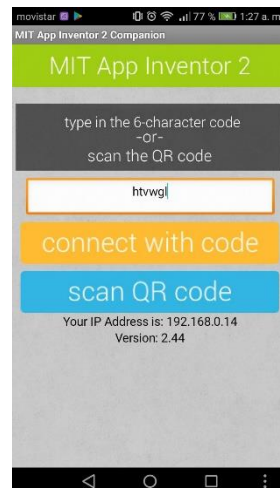 movistar 77 % 1:27 a. m
MIT App Inventor 2 Companion
MIT App Inventor 2
type in the 6-character code
-or-
scan the QR code
htvwgl
connect with code
scan QR code
Your IP Address is: 192.168.0.14
Version: 2.44